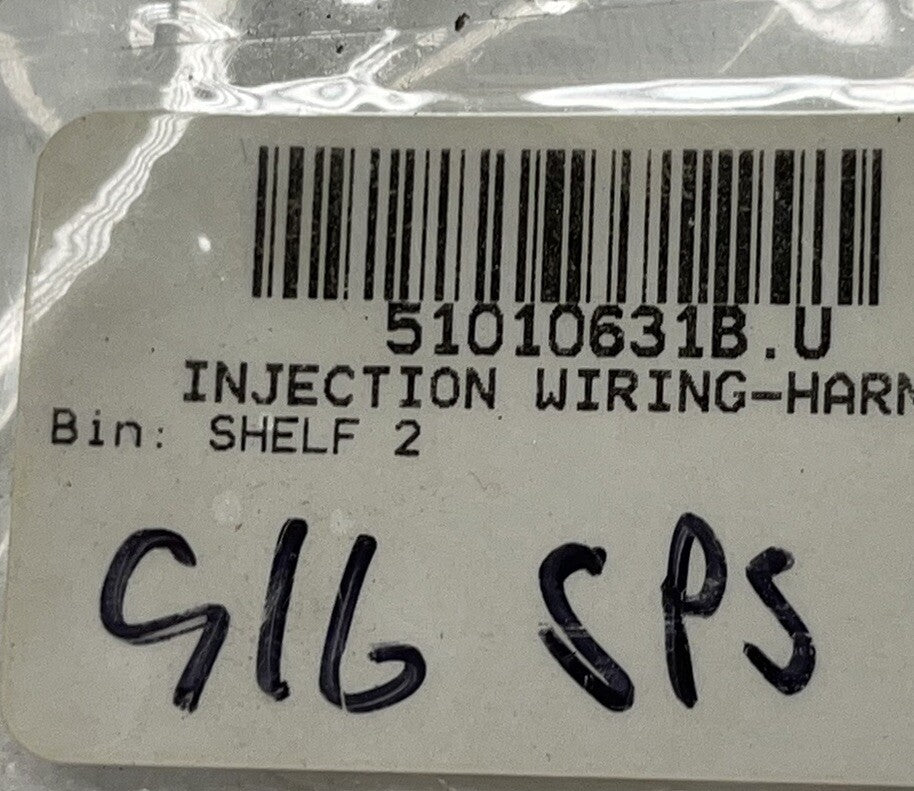 51010631B.U
INJECTION WIRING-HARN
Bin: SHELF 2
916 SPS